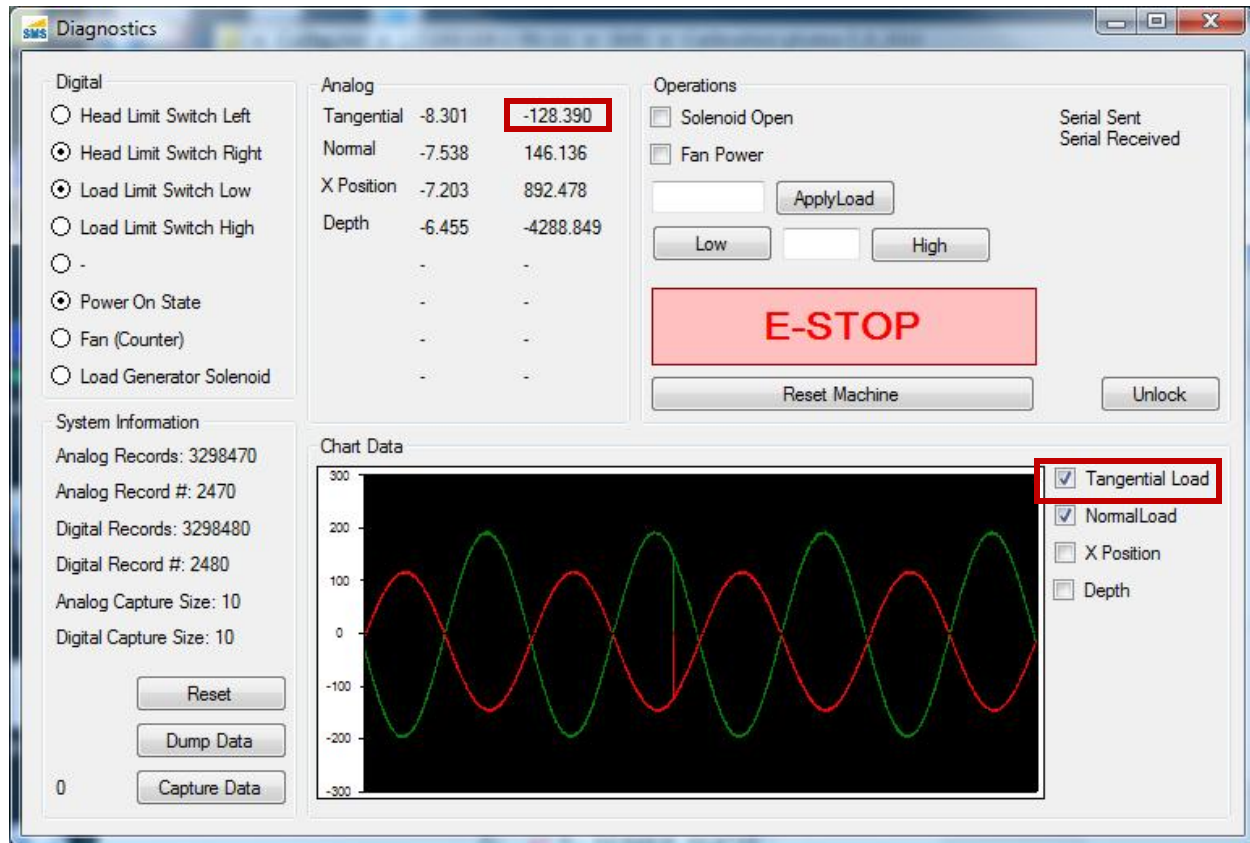 SMS Diagnostics
Digital
Head Limit Switch Left
Head Limit Switch Right
Load Limit Switch Low
Load Limit Switch High
-
Power On State
Fan (Counter)
Load Generator Solenoid
Analog
Tangential -8.301 -128.390
Normal -7.538 146.136
X Position -7.203 892.478
Depth -6.455 -4288.849
- -
- -
- -
- -
Operations
Solenoid Open
Fan Power
Serial Sent
Serial Received
ApplyLoad
Low High
E-STOP
Reset Machine
Unlock
System Information
Analog Records: 3298470
Analog Record #: 2470
Digital Records: 3298480
Digital Record #: 2480
Analog Capture Size: 10
Digital Capture Size: 10
Reset
Dump Data
0 Capture Data
Chart Data
300
200
100
0
-100
-200
-300
Tangential Load
NormalLoad
X Position
Depth